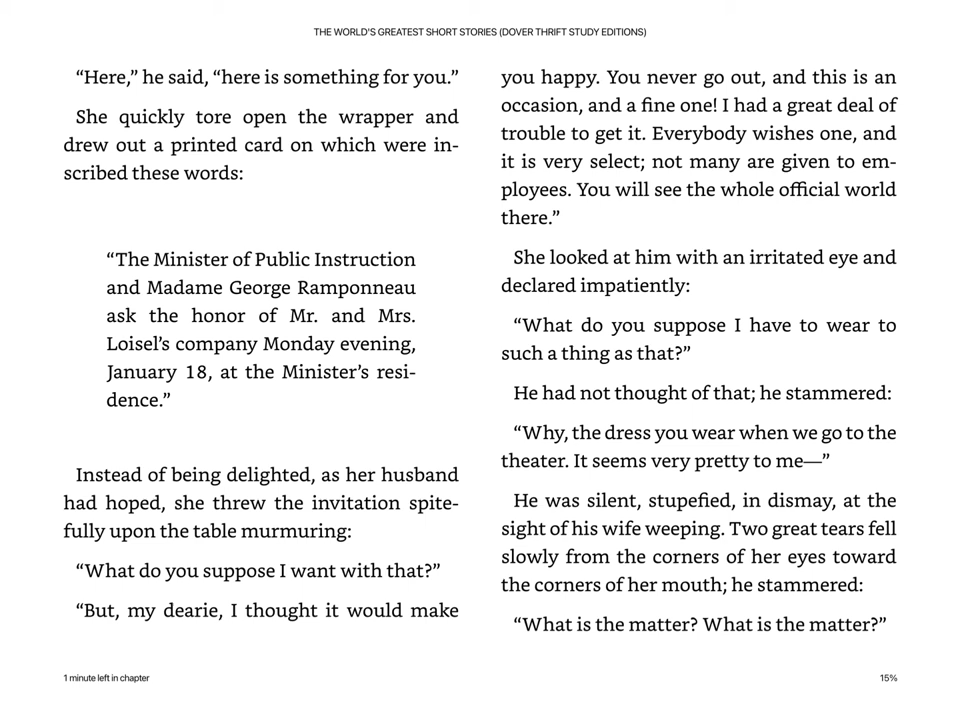 THE WORLD'S GREATEST SHORT STORIES (DOVER THRIFT STUDY EDITIONS)
“Here,” he said, “here is something for you.”
She quickly tore open the wrapper and
drew out a printed card on which were in-
scribed these words:
“The Minister of Public Instruction
and Madame George Ramponneau
ask the honor of Mr. and Mrs.
Loisel’s company Monday evening,
January 18, at the Minister’s resi-
dence.”
Instead of being delighted, as her husband
had hoped, she threw the invitation spite-
fully upon the table murmuring:
“What do you suppose I want with that?”
“But, my dearie, I thought it would make
you happy. You never go out, and this is an
occasion, and a fine one! I had a great deal of
trouble to get it. Everybody wishes one, and
it is very select; not many are given to em-
ployees. You will see the whole official world
there.”
She looked at him with an irritated eye and
declared impatiently:
“What do you suppose I have to wear to
such a thing as that?”
He had not thought of that; he stammered:
“Why, the dress you wear when we go to the
theater. It seems very pretty to me—”
He was silent, stupefied, in dismay, at the
sight of his wife weeping. Two great tears fell
slowly from the corners of her eyes toward
the corners of her mouth; he stammered:
“What is the matter? What is the matter?”
1 minute left in chapter
15%